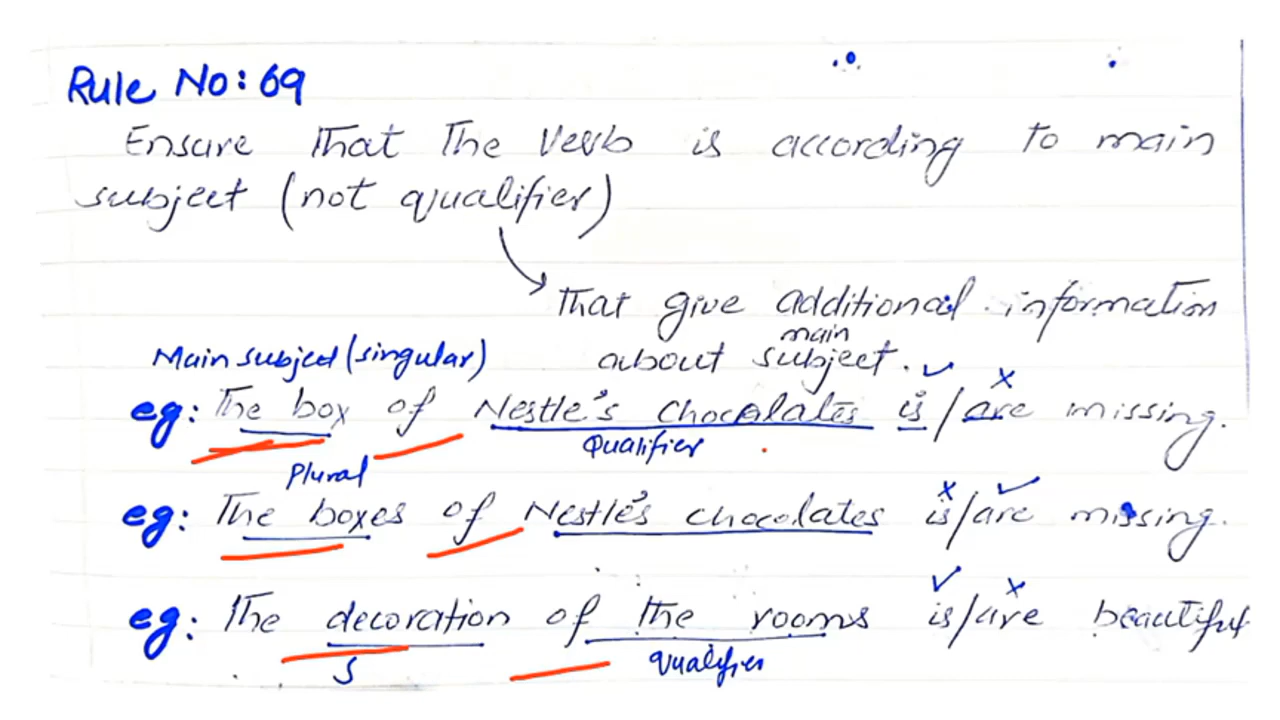 Rule No: 69
Ensure that the verb is according to main
subject (not qualifier)
that give additional information
about main subject.
Main subject (singular)
✓ ×
eg: The box of Nestle's chocolates is/are missing.
Qualifier
Plural
× ✓
eg: The boxes of Nestle's chocolates is/are missing.
✓ ×
eg: The decoration of the rooms is/are beautiful
S qualifier